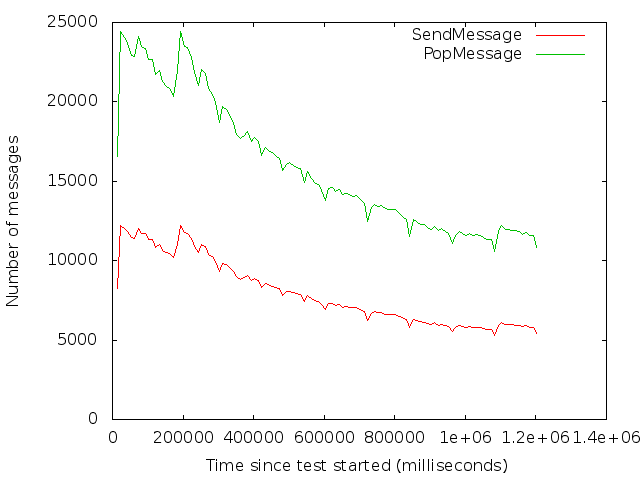 25000
20000
15000
10000
5000
0
SendMessage
PopMessage
Number of messages
0 200000 400000 600000 800000 1e+06 1.2e+06 1.4e+06
Time since test started (milliseconds)